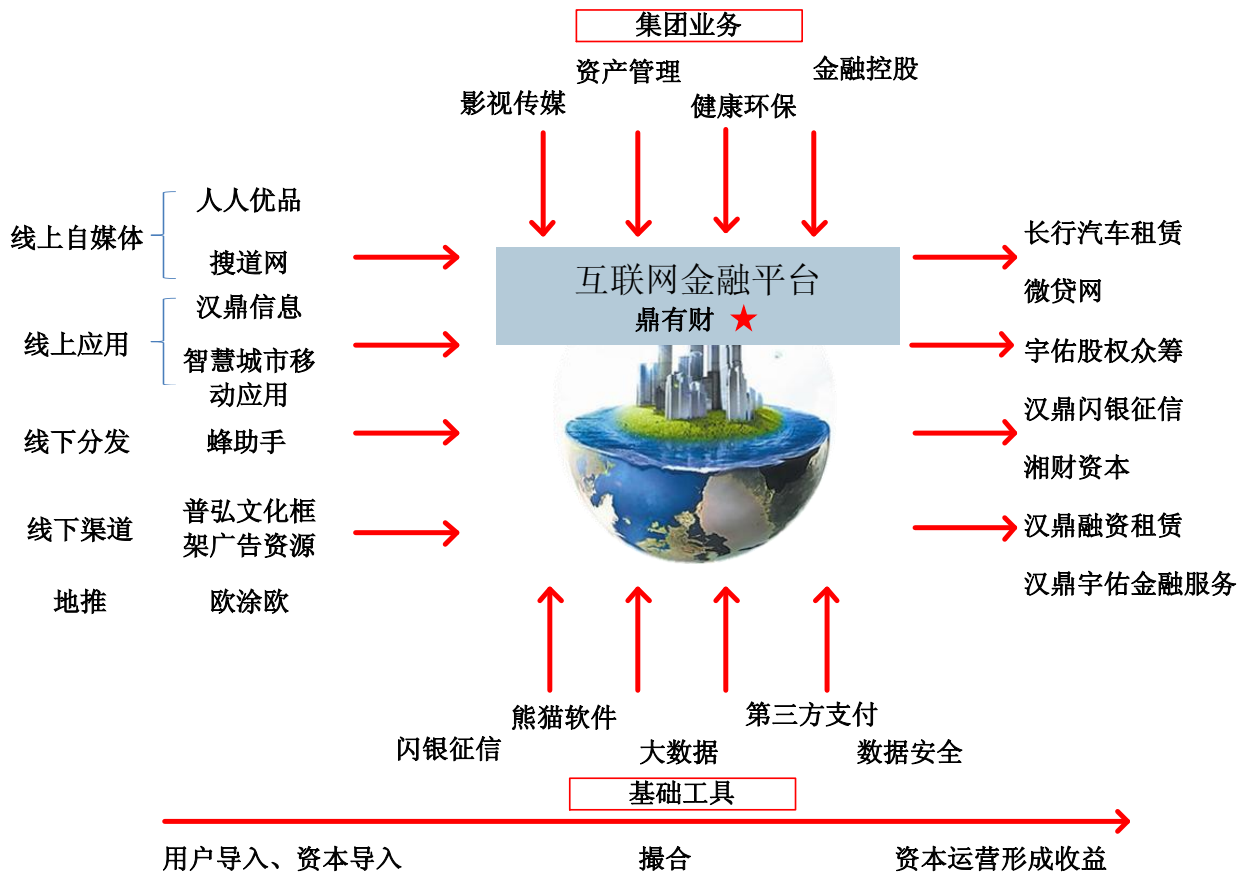 集团业务
资产管理
金融控股
影视传媒
健康环保
线上自媒体
人人优品
搜道网
线上应用
汉鼎信息
智慧城市移
动应用
线下分发
蜂助手
线下渠道
普弘文化框
架广告资源
地推
欧涂欧
互联网金融平台
鼎有财
长行汽车租赁
微贷网
宇佑股权众筹
汉鼎闪银征信
湘财资本
汉鼎融资租赁
汉鼎宇佑金融服务
熊猫软件
第三方支付
闪银征信
大数据
数据安全
基础工具
用户导入、资本导入
撮合
资本运营形成收益